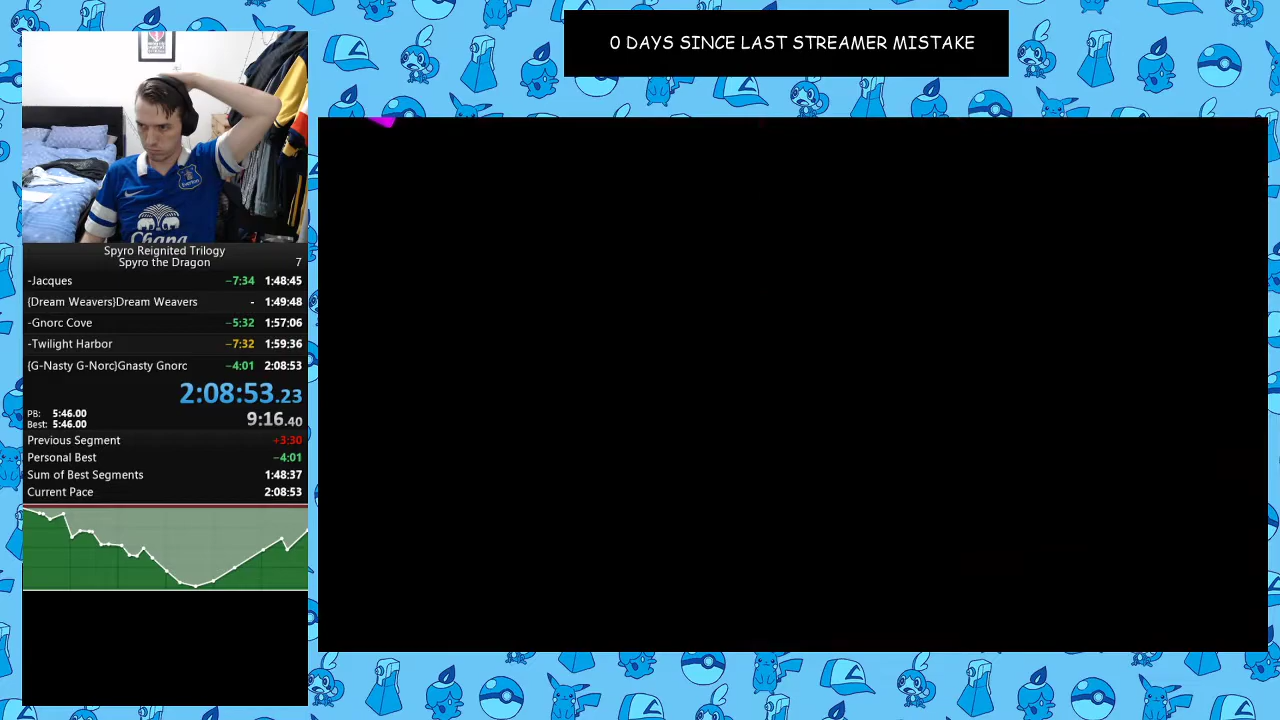 0 DAYS SINCE LAST STREAMER MISTAKE
Spyro Reignited Trilogy
Spyro the Dragon 7
-Jacques −7:34 1:48:45
{Dream Weavers}Dream Weavers - 1:49:48
-Gnorc Cove −5:32 1:57:06
-Twilight Harbor −7:32 1:59:36
{G-Nasty G-Norc}Gnasty Gnorc −4:01 2:08:53
2:08:53.23
PB: 5:46.00
Best: 5:46.00
9:16.40
Previous Segment +3:30
Personal Best −4:01
Sum of Best Segments 1:48:37
Current Pace 2:08:53
Everton
Chang